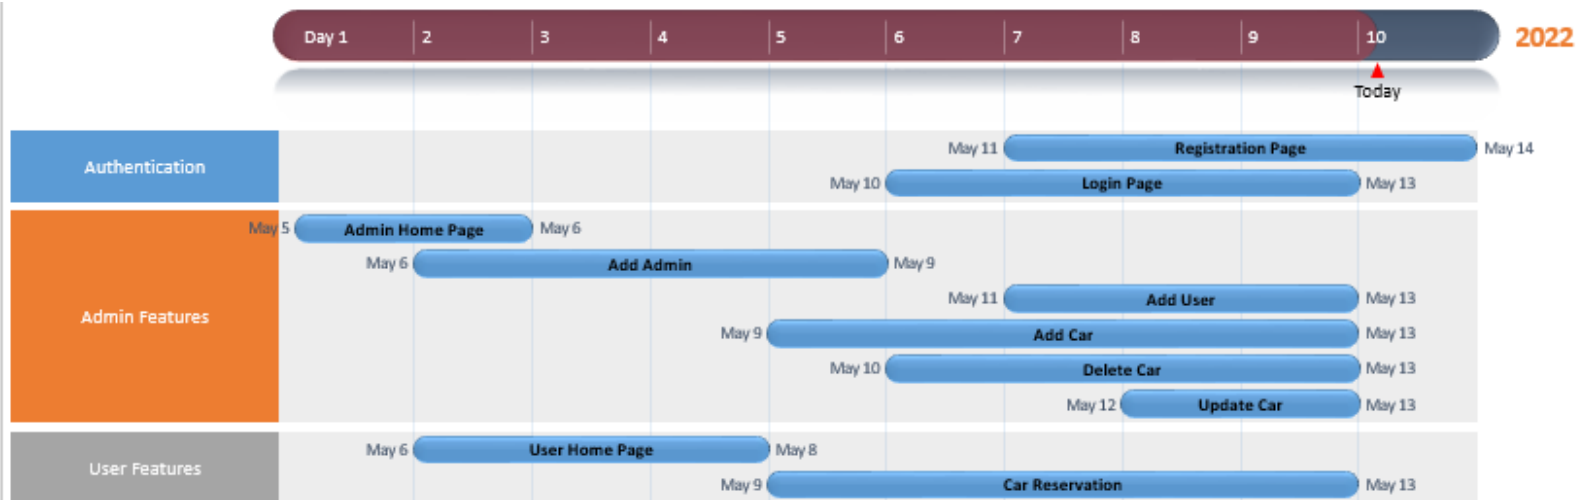 Day 1 2 3 4 5 6 7 8 9 10 2022
Today
Authentication
May 11 Registration Page May 14
May 10 Login Page May 13
Admin Features
May 5 Admin Home Page May 6
May 6 Add Admin May 9
May 11 Add User May 13
May 9 Add Car May 13
May 10 Delete Car May 13
May 12 Update Car May 13
User Features
May 6 User Home Page May 8
May 9 Car Reservation May 13